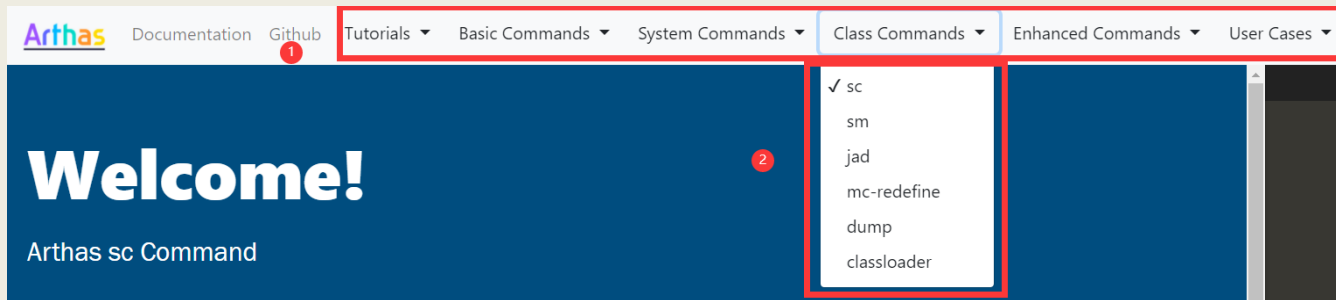 Arthas Documentation Github Tutorials Basic Commands System Commands Class Commands Enhanced Commands User Cases
1
sc
sm
jad
mc-redefine
dump
classloader
2
Welcome!
Arthas sc Command